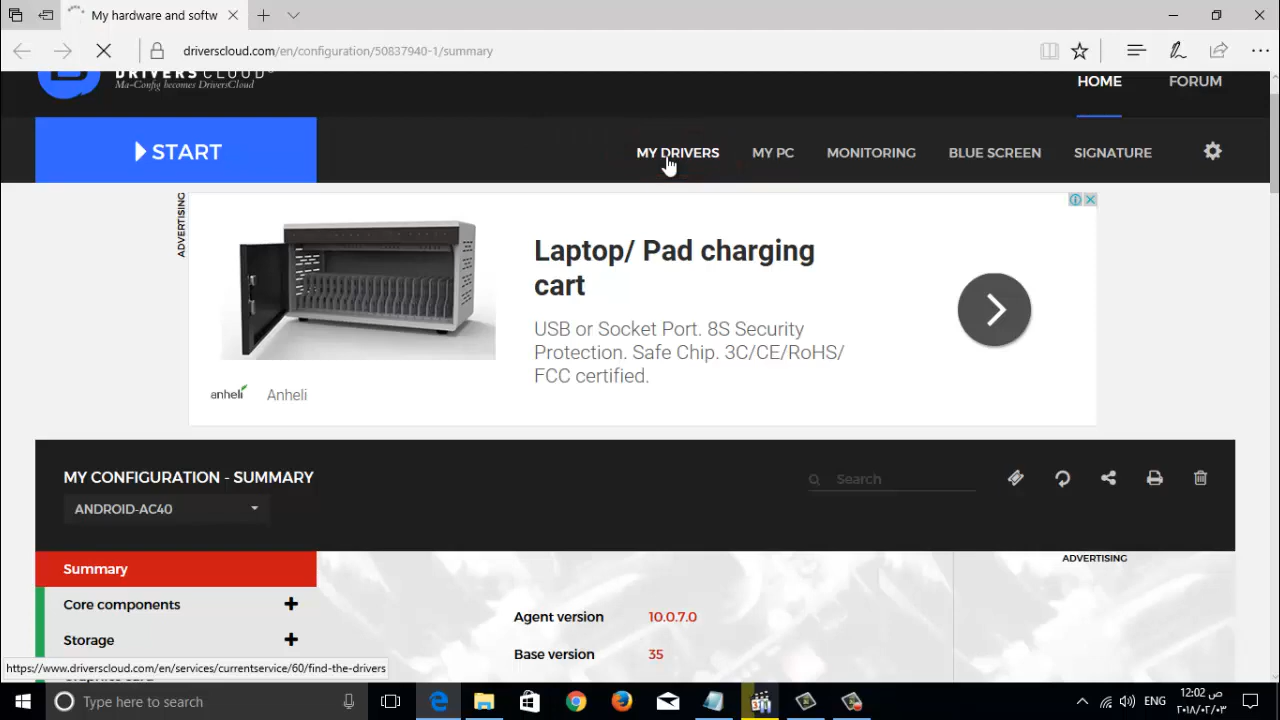 My hardware and softw
driverscloud.com/en/configuration/50837940-1/summary
DRIVERSCLOUD
Ma-Config becomes DriversCloud
HOME
FORUM
START
MY DRIVERS
MY PC
MONITORING
BLUE SCREEN
SIGNATURE
ADVERTISING
Laptop/ Pad charging
cart
USB or Socket Port. 8S Security
Protection. Safe Chip. 3C/CE/RoHS/
FCC certified.
anheli
Anheli
MY CONFIGURATION - SUMMARY
Search
ANDROID-AC40
ADVERTISING
Summary
Core components
Agent version
10.0.7.0
Storage
Base version
35
https://www.driverscloud.com/en/services/currentservice/60/find-the-drivers
Type here to search
ENG
12:02 ص
٢٠١٨/٠٢/٠٣